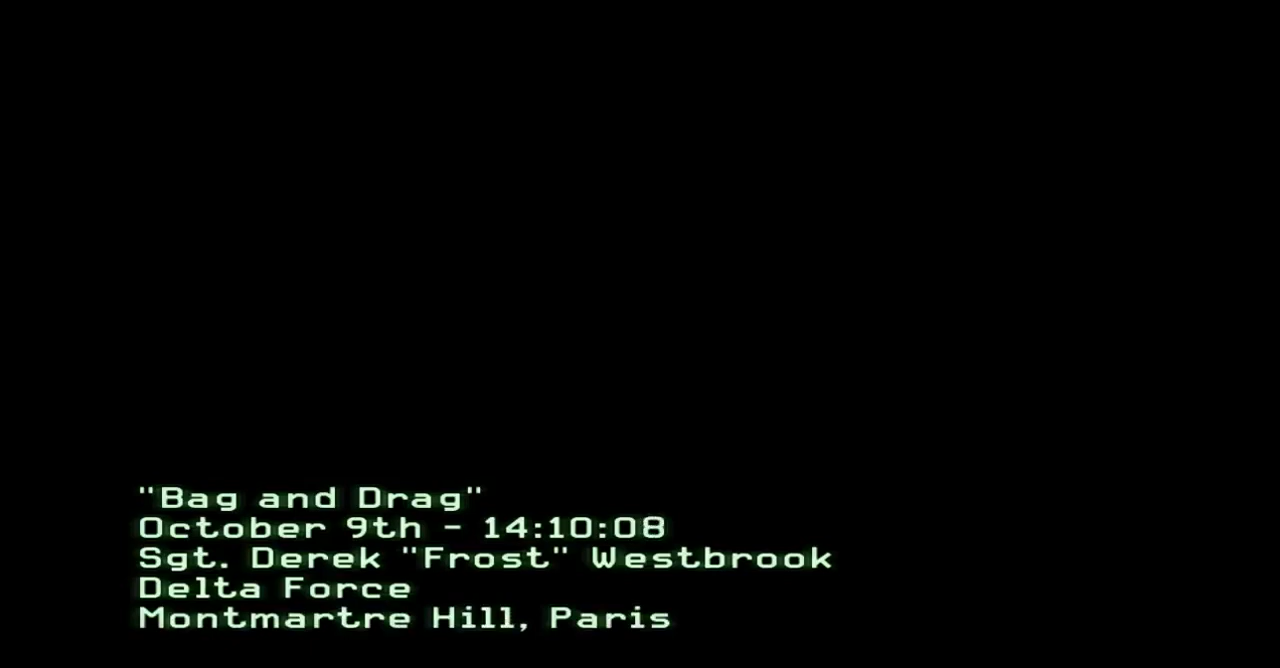 "Bag and Drag"
October 9th - 14:10:08
Sgt. Derek "Frost" Westbrook
Delta Force
Montmartre Hill, Paris